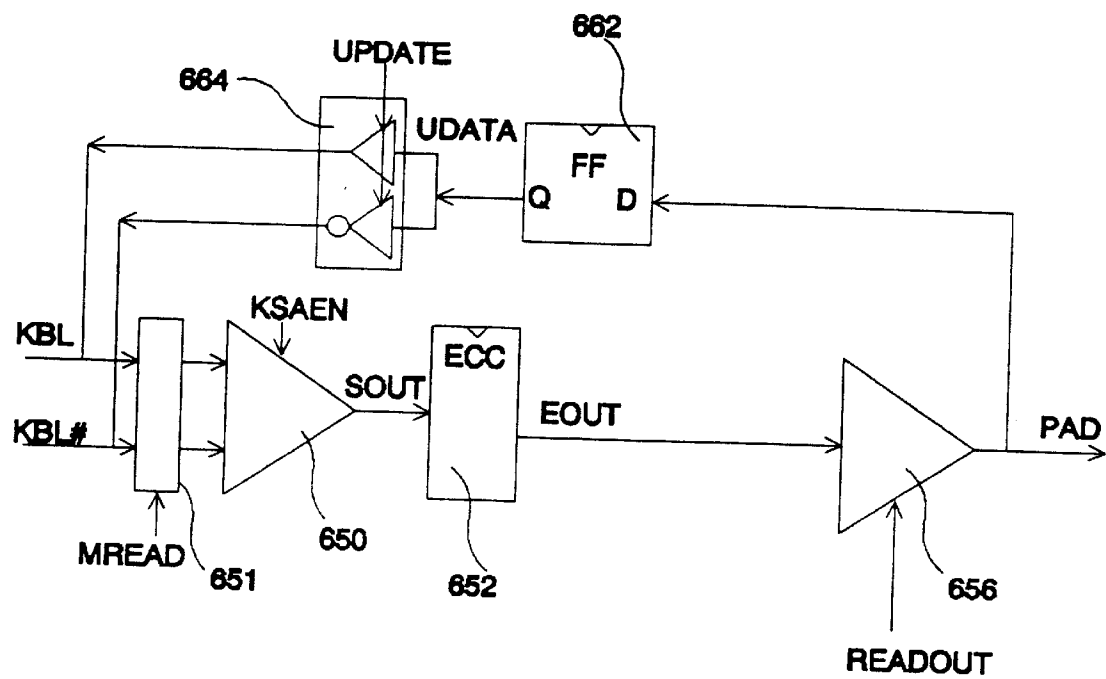 662
UPDATE
664
UDATA
FF
Q D
KBL
KSAEN
ECC
SOUT
EOUT
KBL#
PAD
650
MREAD
651
652
656
READOUT